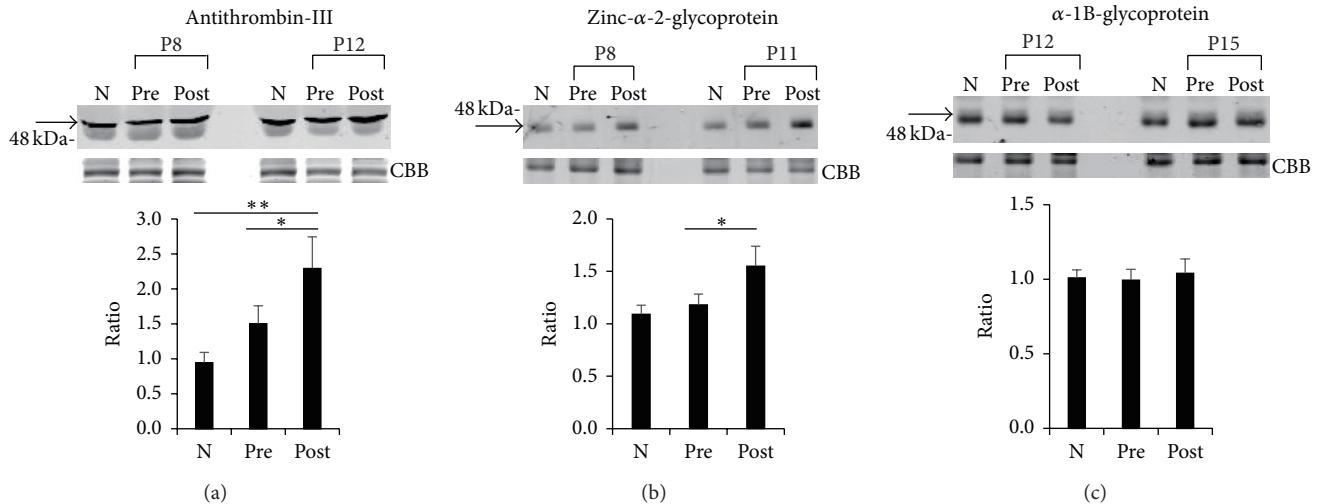 Antithrombin-III
P8 P12
N Pre Post N Pre Post
48 kDa-
CBB
** 
*
3.0
2.5
2.0
1.5
1.0
0.5
0.0
Ratio
N Pre Post
(a)
Zinc-α-2-glycoprotein
P8 P11
N Pre Post N Pre Post
48 kDa-
CBB
*
2.0
1.5
1.0
0.5
0.0
Ratio
N Pre Post
(b)
α-1B-glycoprotein
P12 P15
N Pre Post N Pre Post
48 kDa-
CBB
1.5
1.0
0.5
0.0
Ratio
N Pre Post
(c)